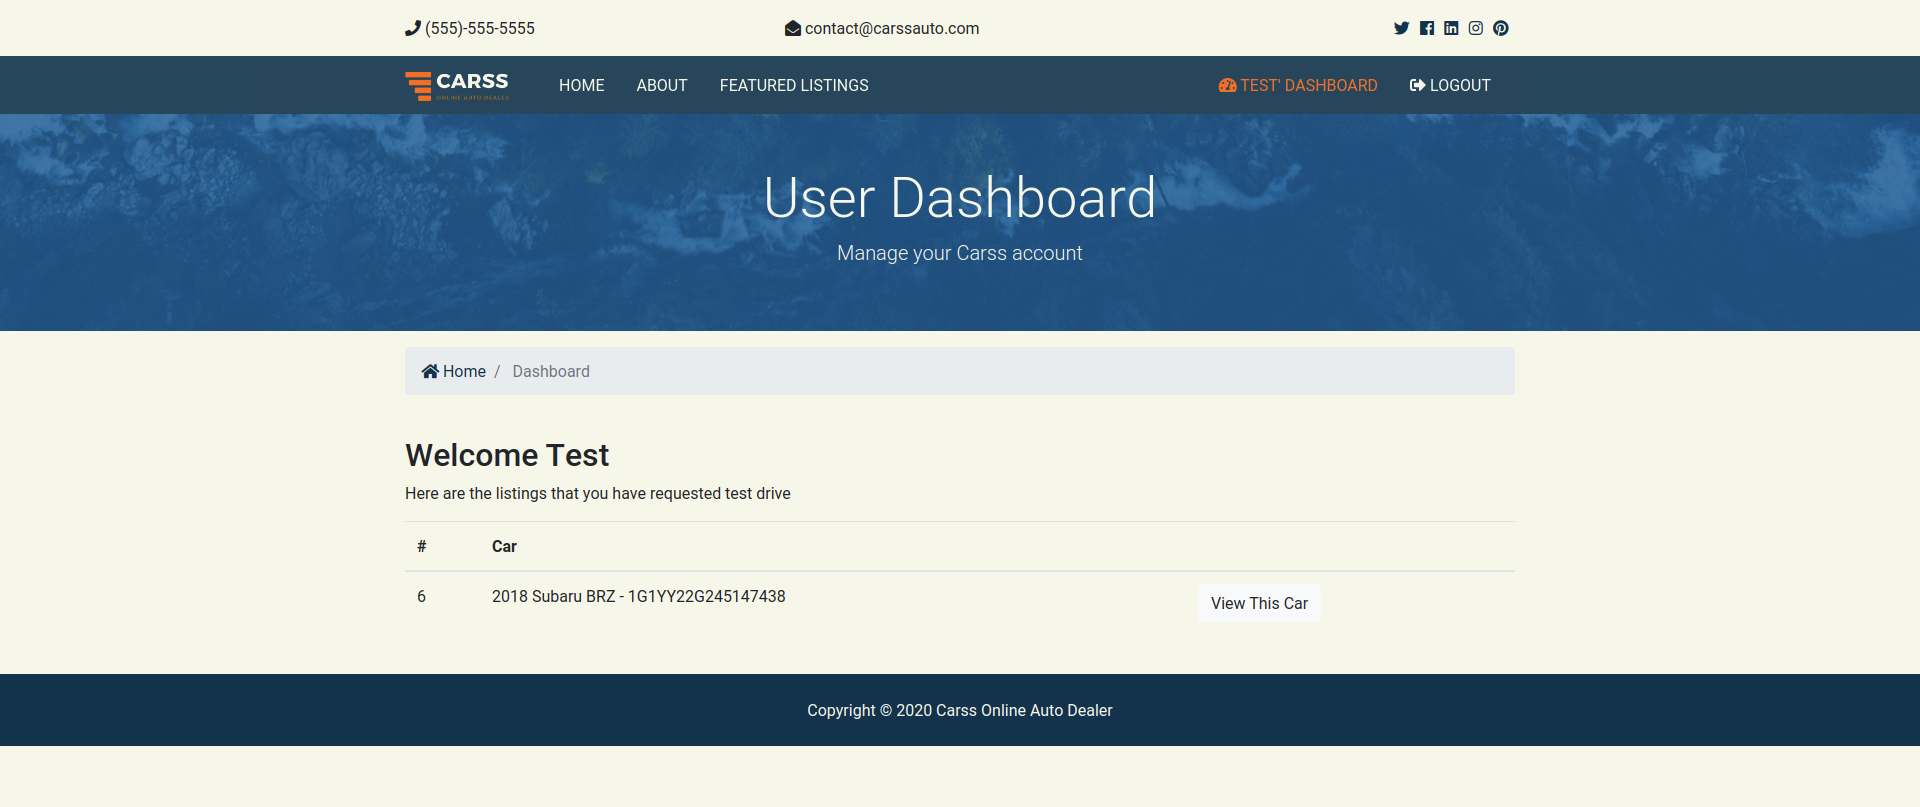 (555)-555-5555 contact@carssauto.com
CARSS
ONLINE AUTO DEALER
HOME ABOUT FEATURED LISTINGS TEST' DASHBOARD LOGOUT
User Dashboard
Manage your Carss account
Home / Dashboard
Welcome Test
Here are the listings that you have requested test drive
# Car
6 2018 Subaru BRZ - 1G1YY22G245147438 View This Car
Copyright © 2020 Carss Online Auto Dealer